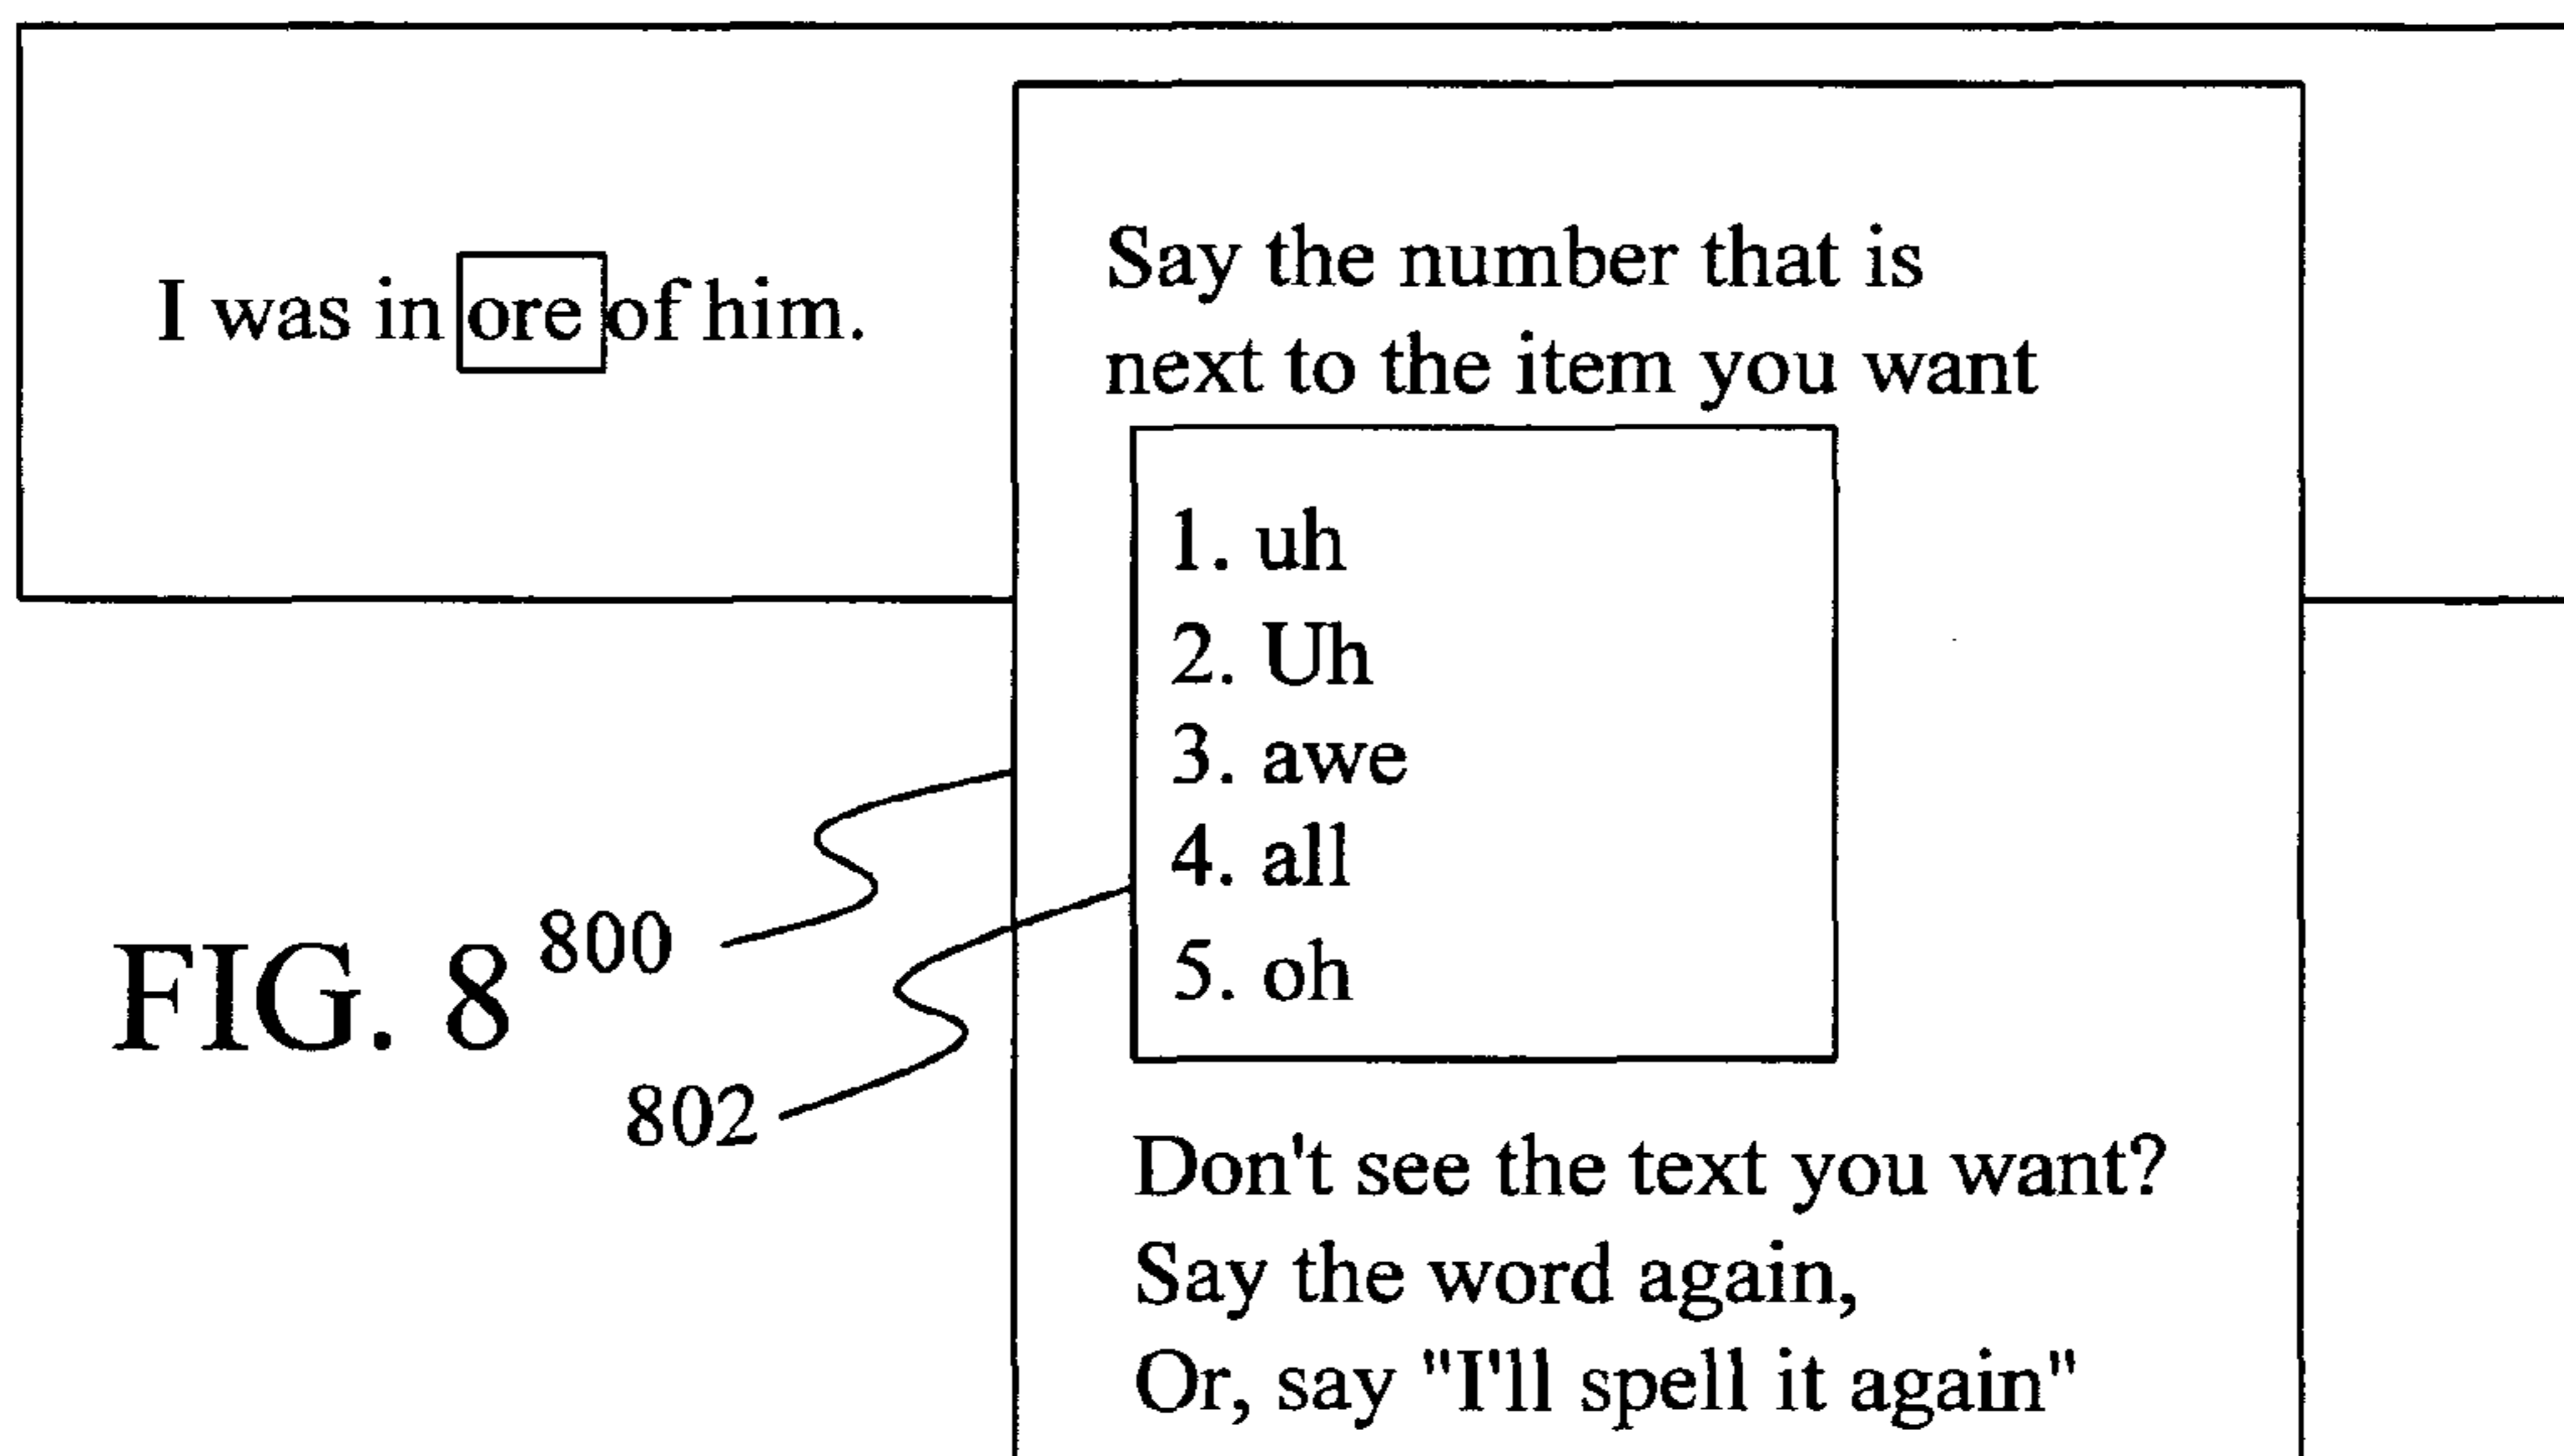 I was in ore of him.
Say the number that is
next to the item you want
1. uh
2. Uh
3. awe
4. all
5. oh
Don't see the text you want?
Say the word again,
Or, say "I'll spell it again"
FIG. 8
800
802